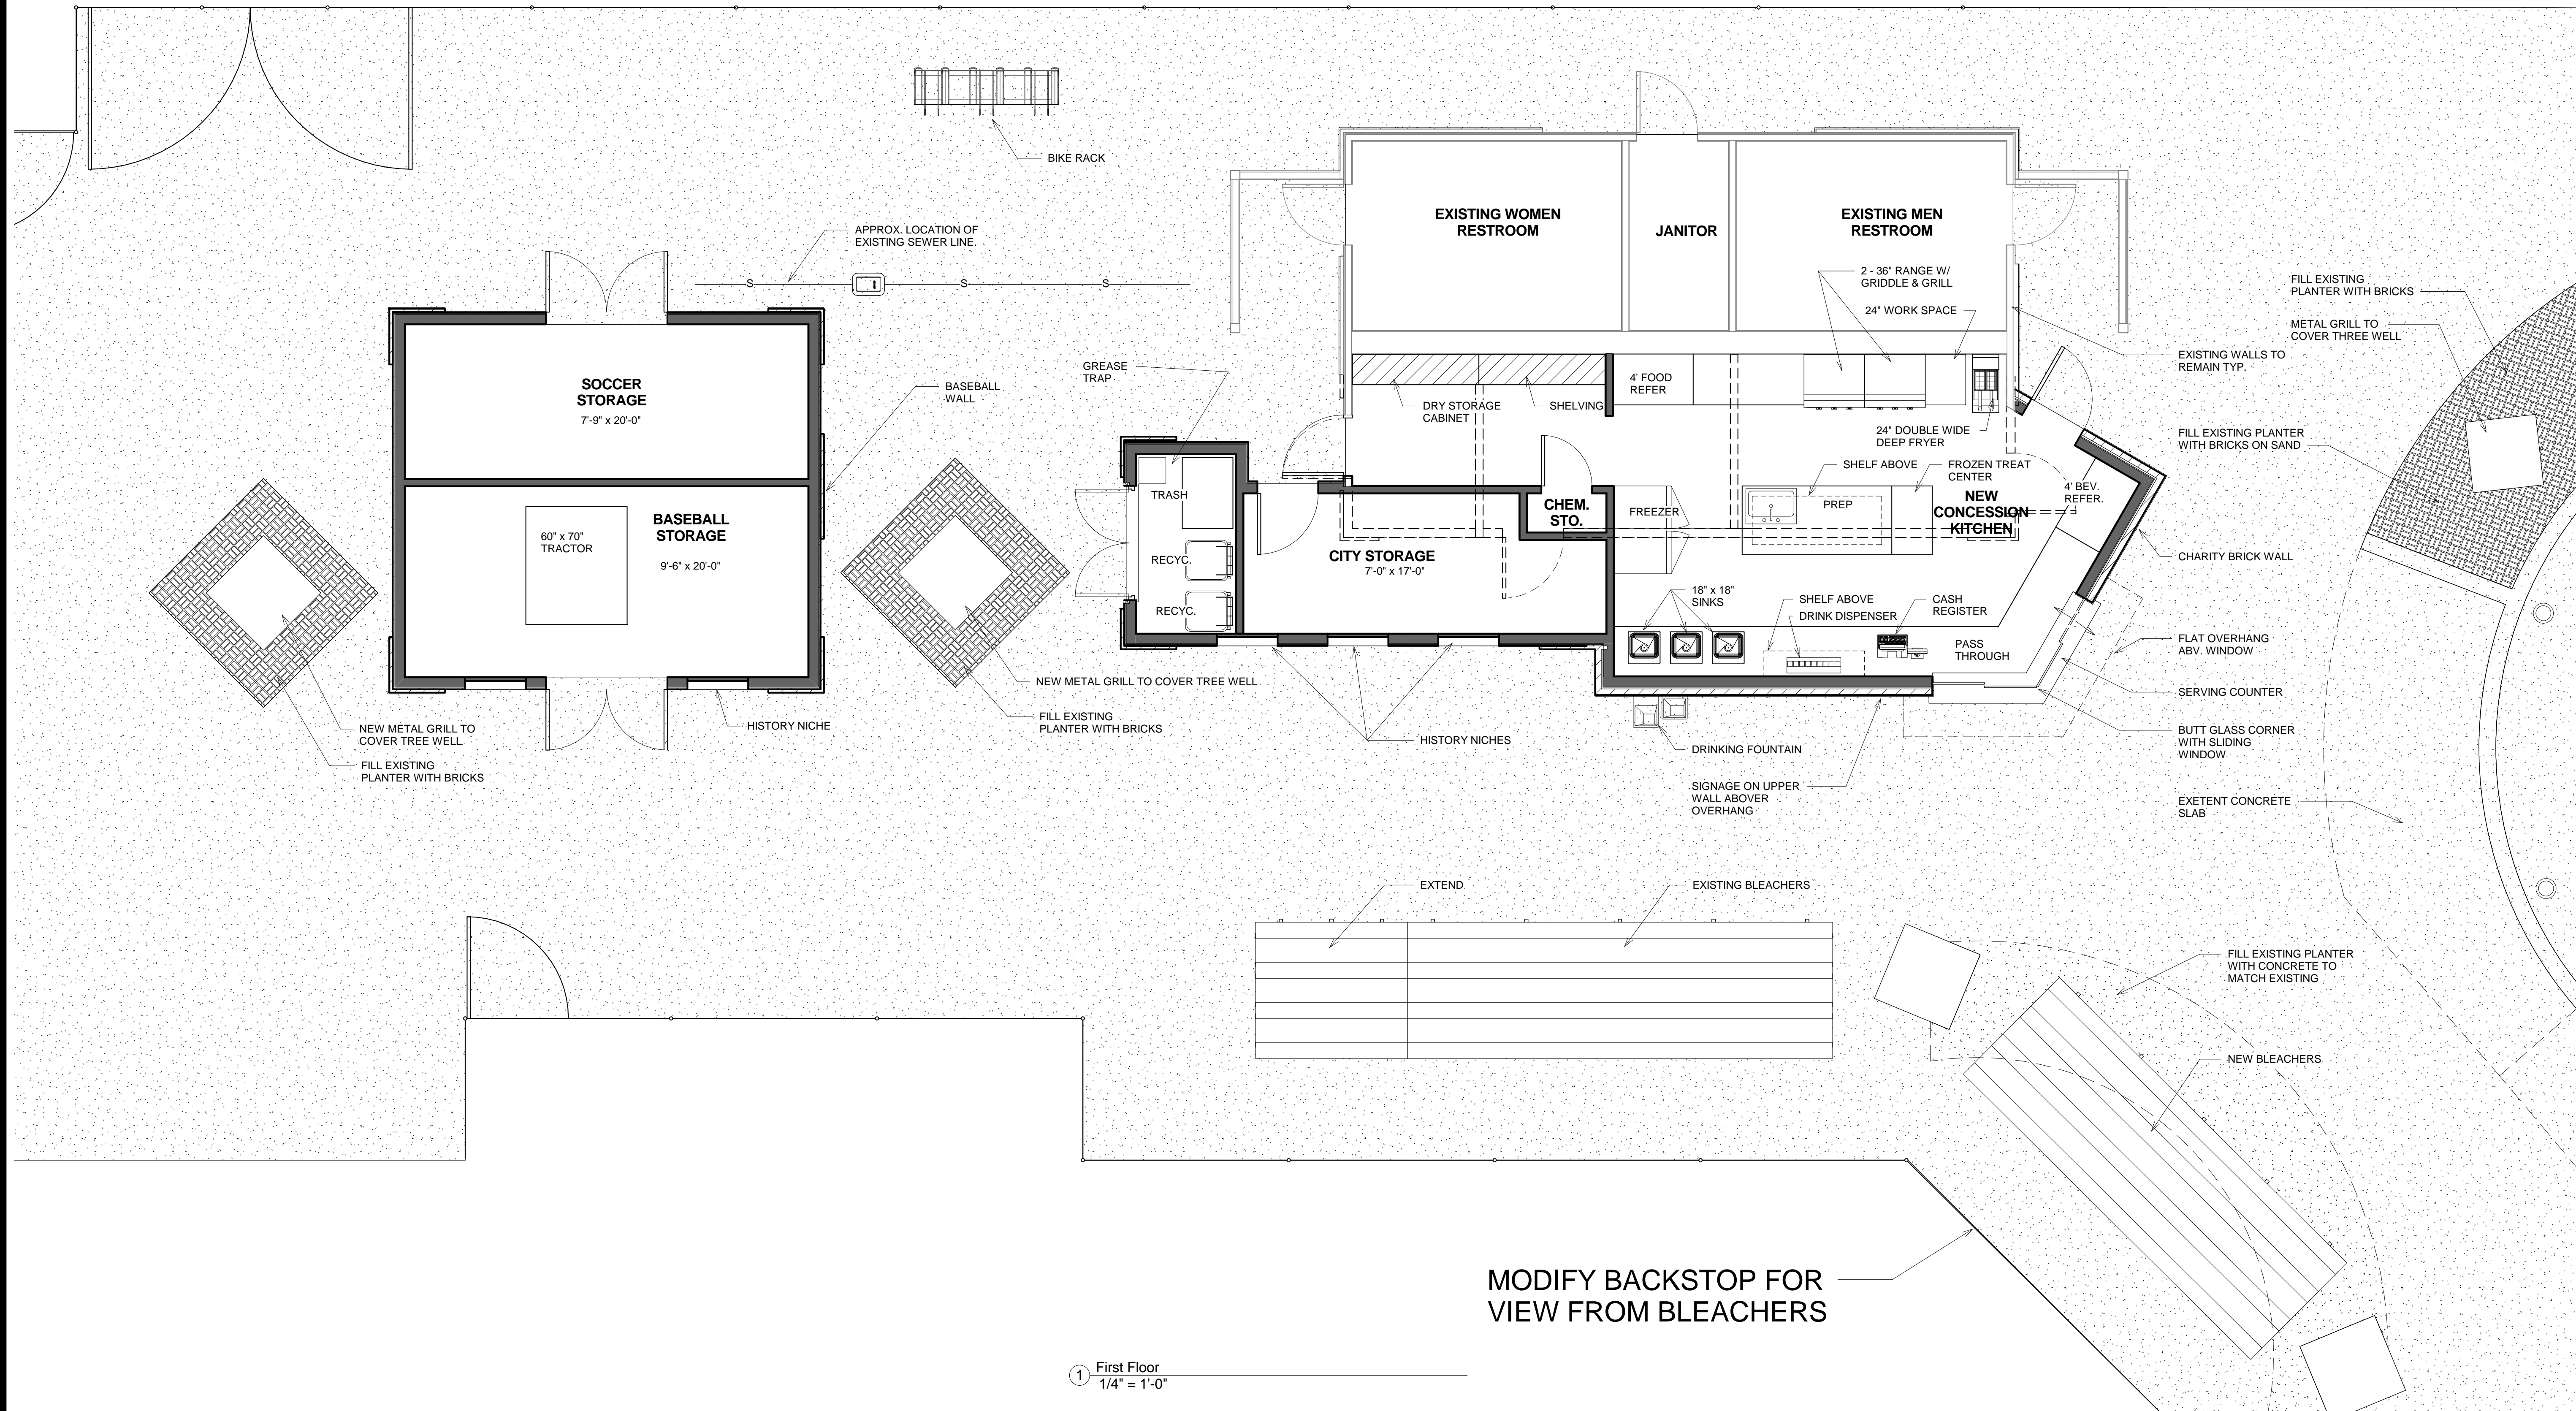 BIKE RACK
APPROX. LOCATION OF
EXISTING SEWER LINE.
S
S
S
EXISTING WOMEN
RESTROOM
JANITOR
EXISTING MEN
RESTROOM
2 - 36" RANGE W/
GRIDDLE & GRILL
24" WORK SPACE
FILL EXISTING
PLANTER WITH BRICKS
METAL GRILL TO
COVER THREE WELL
EXISTING WALLS TO
REMAIN TYP.
SOCCER
STORAGE
7'-9" x 20'-0"
BASEBALL
WALL
GREASE
TRAP
DRY STORAGE
CABINET
SHELVING
4' FOOD
REFER
24" DOUBLE WIDE
DEEP FRYER
FILL EXISTING PLANTER
WITH BRICKS ON SAND
SHELF ABOVE
FROZEN TREAT
CENTER
4' BEV.
REFER.
NEW
CONCESSION
KITCHEN
PREP
FREEZER
CHEM.
STO.
TRASH
RECYC.
RECYC.
CITY STORAGE
7'-0" x 17'-0"
60" x 70"
TRACTOR
BASEBALL
STORAGE
9'-6" x 20'-0"
CHARITY BRICK WALL
18" x 18"
SINKS
SHELF ABOVE
DRINK DISPENSER
CASH
REGISTER
PASS
THROUGH
FLAT OVERHANG
ABV. WINDOW
SERVING COUNTER
BUTT GLASS CORNER
WITH SLIDING
WINDOW
NEW METAL GRILL TO COVER TREE WELL
FILL EXISTING
PLANTER WITH BRICKS
HISTORY NICHE
NEW METAL GRILL TO
COVER TREE WELL
FILL EXISTING
PLANTER WITH BRICKS
HISTORY NICHES
DRINKING FOUNTAIN
SIGNAGE ON UPPER
WALL ABOVER
OVERHANG
EXETENT CONCRETE
SLAB
EXTEND
EXISTING BLEACHERS
FILL EXISTING PLANTER
WITH CONCRETE TO
MATCH EXISTING
NEW BLEACHERS
MODIFY BACKSTOP FOR
VIEW FROM BLEACHERS
1
First Floor
1/4" = 1'-0"